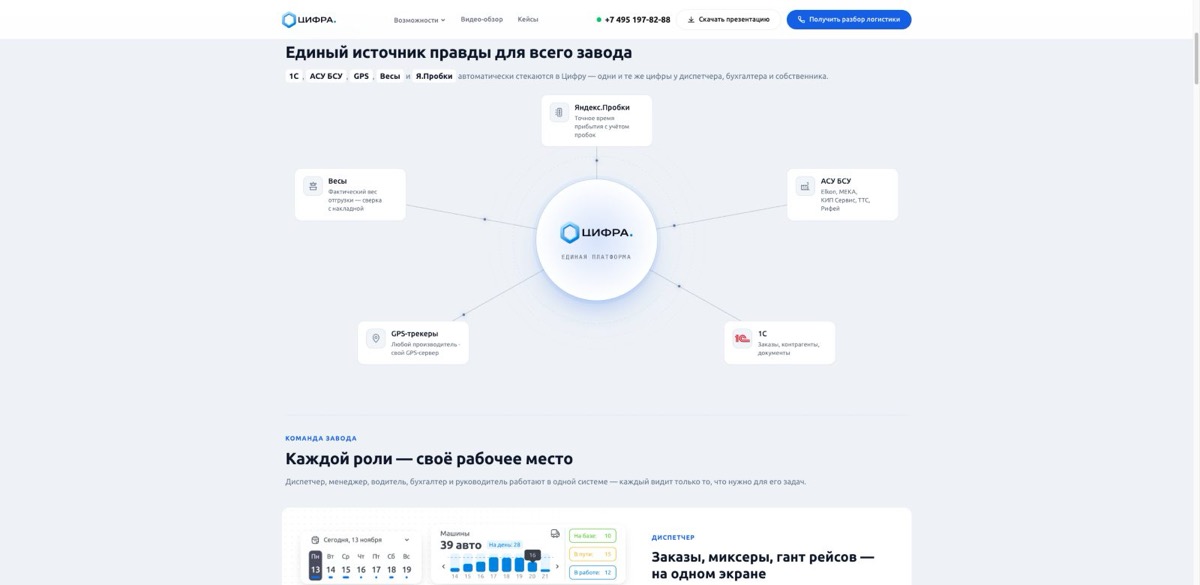 ЦИФРА.
Возможности
Видео-обзор
Кейсы
+7 495 197-82-88
Скачать презентацию
Получить разбор логистики
Единый источник правды для всего завода
1С , АСУ БСУ , GPS , Весы и Я.Пробки автоматически стекаются в Цифру — одни и те же цифры у диспетчера, бухгалтера и собственника.
Яндекс.Пробки
Точное время
прибытия с учётом
пробок
Весы
Фактический вес
отгрузки — сверка
с накладной
АСУ БСУ
Elkon, MEKA,
КИП Сервис, ТТС,
Рифей
ЦИФРА.
ЕДИНАЯ ПЛАТФОРМА
GPS-трекеры
Любой производитель ·
свой GPS-сервер
1С
1С
Заказы, контрагенты,
документы
КОМАНДА ЗАВОДА
Каждой роли — своё рабочее место
Диспетчер, менеджер, водитель, бухгалтер и руководитель работают в одной системе — каждый видит только то, что нужно для его задач.
Сегодня, 13 ноября
Пн Вт Ср Чт Пт Сб Вс
13 14 15 16 17 18 19
Машины
39 авто На день: 28
16
14 15 16 17 18 19 20 21
На базе: 10
В пути: 15
В работе: 12
ДИСПЕТЧЕР
Заказы, миксеры, гант рейсов —
на одном экране